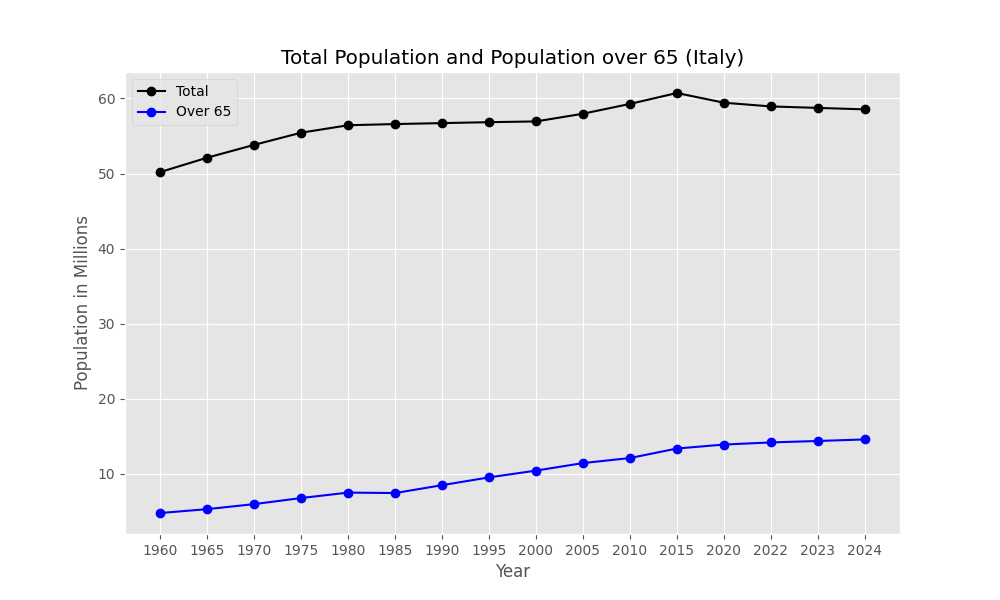 Total Population and Population over 65 (Italy)
Total
Over 65
Population in Millions
60
50
40
30
20
10
1960 1965 1970 1975 1980 1985 1990 1995 2000 2005 2010 2015 2020 2022 2023 2024
Year